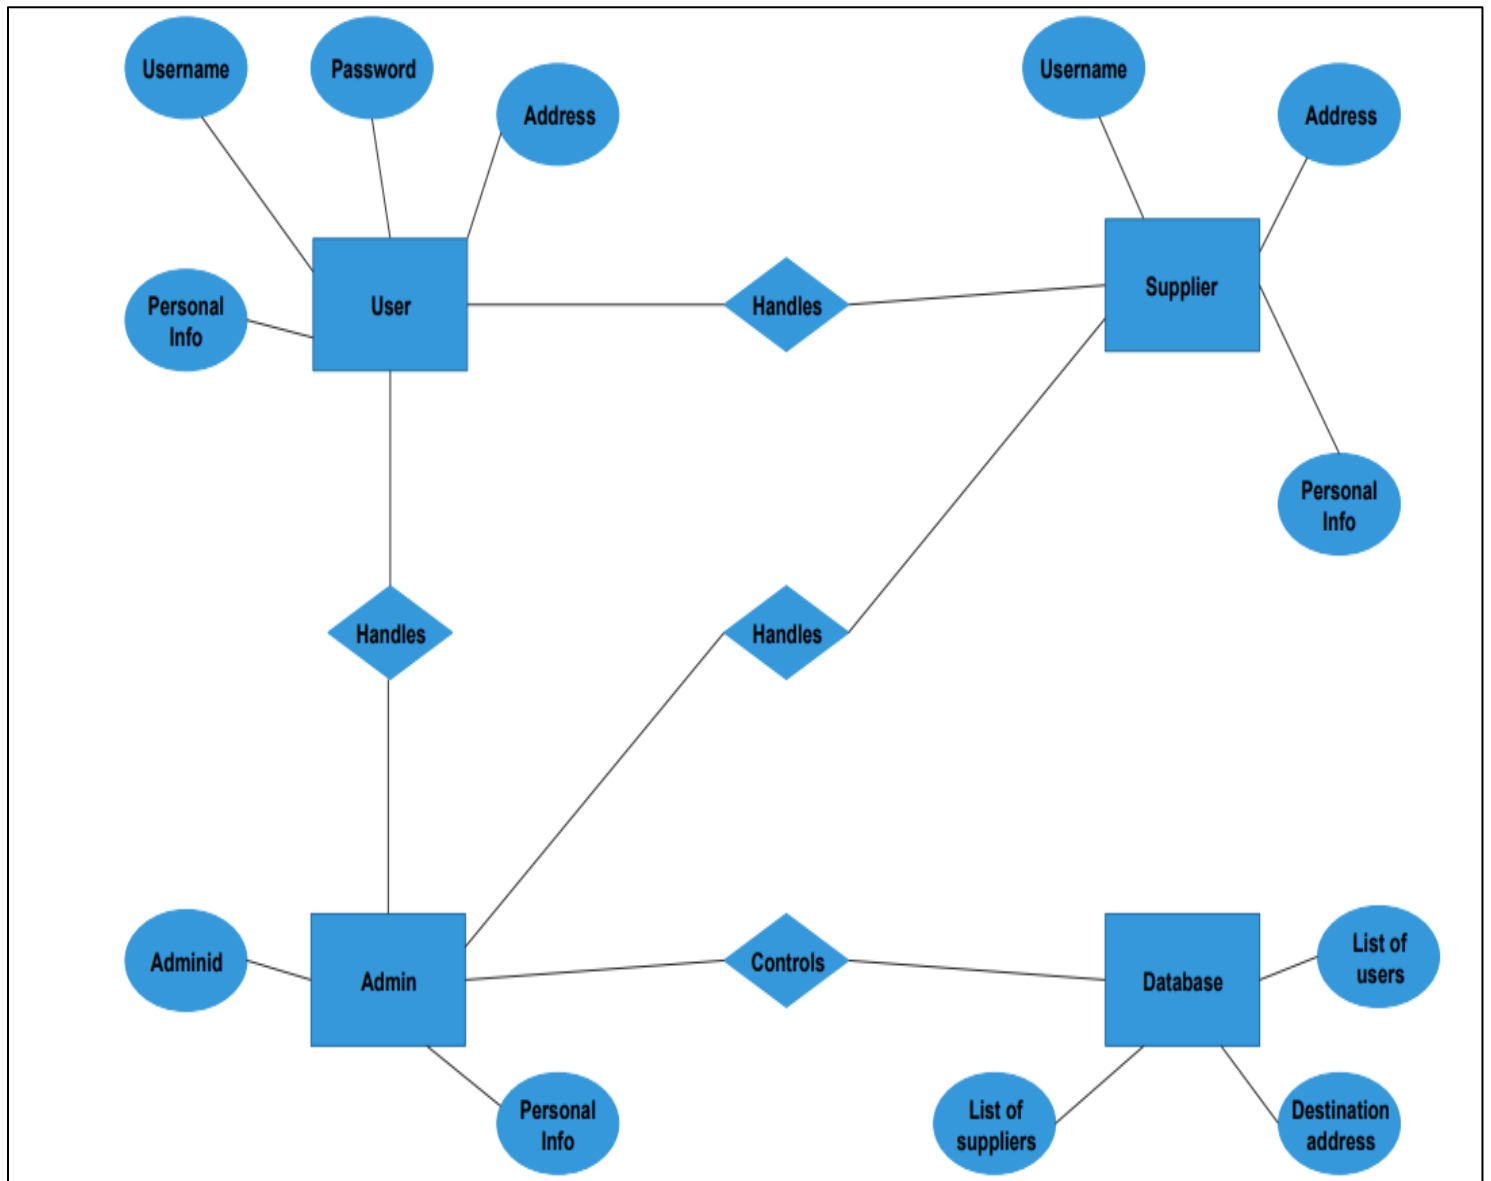 Username
Password
Address
Username
Address
Personal
Info
User
Handles
Supplier
Personal
Info
Handles
Handles
Adminid
Admin
Controls
Database
List of
users
Personal
Info
List of
suppliers
Destination
address